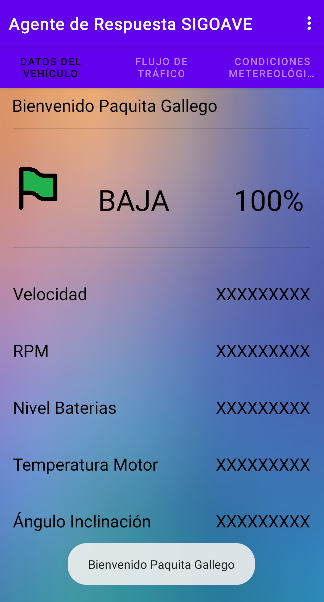 Agente de Respuesta SIGOAVE
DATOS DEL
VEHÍCULO
FLUJO DE
TRÁFICO
CONDICIONES
METEREOLÓGI...
Bienvenido Paquita Gallego
BAJA 100%
Velocidad XXXXXXXXX
RPM XXXXXXXXX
Nivel Baterias XXXXXXXXX
Temperatura Motor XXXXXXXXX
Ángulo Inclinación XXXXXXXXX
Bienvenido Paquita Gallego